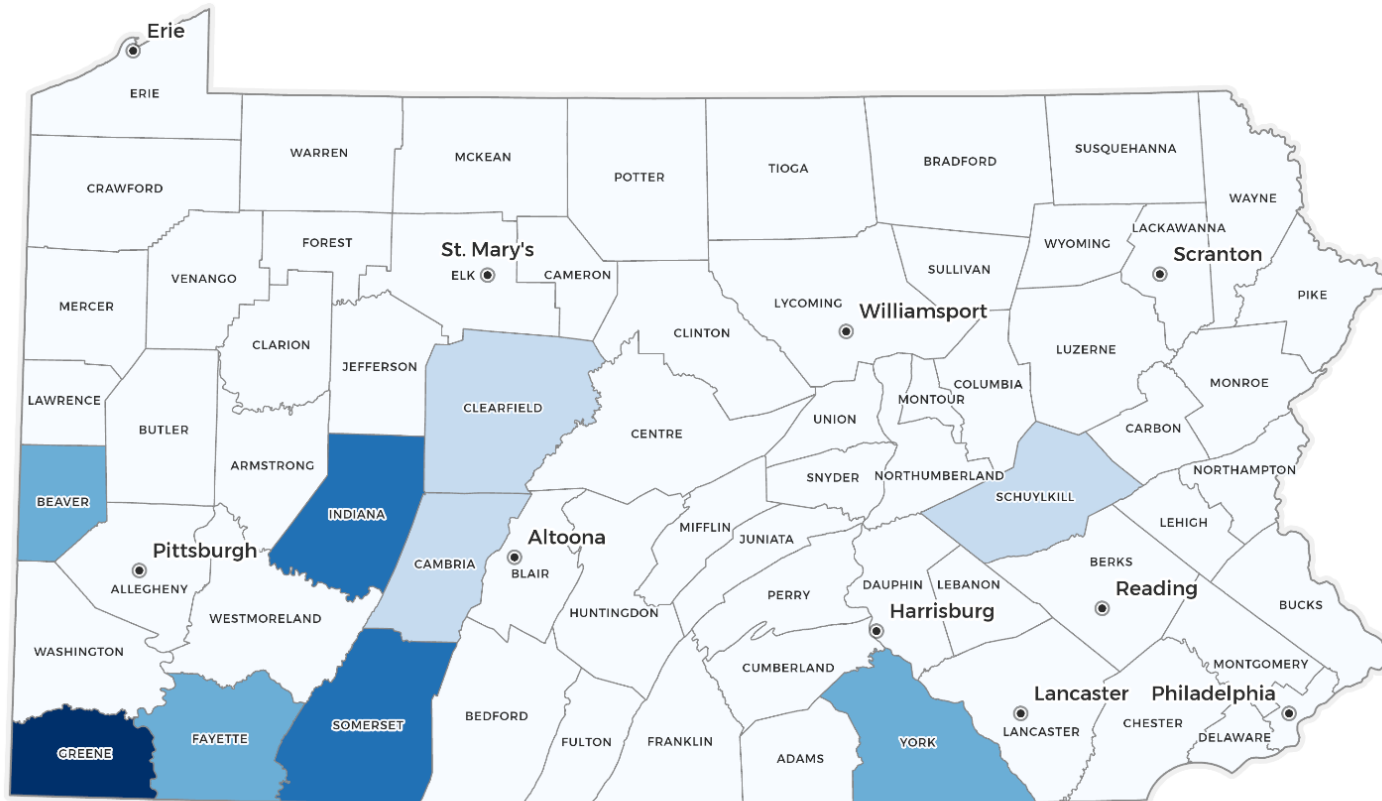 Erie
ERIE
WARREN
MCKEAN
POTTER
TIOGA
BRADFORD
SUSQUEHANNA
CRAWFORD
WAYNE
FOREST
WYOMING
LACKAWANNA
St. Mary's
Scranton
VENANGO
ELK
CAMERON
SULLIVAN
MERCER
LYCOMING
Williamsport
PIKE
CLARION
CLINTON
LUZERNE
JEFFERSON
COLUMBIA
MONROE
LAWRENCE
CLEARFIELD
MONTOUR
BUTLER
CENTRE
UNION
CARBON
ARMSTRONG
SNYDER
NORTHUMBERLAND
NORTHAMPTON
BEAVER
INDIANA
SCHUYLKILL
MIFFLIN
JUNIATA
LEHIGH
Pittsburgh
Altoona
CAMBRIA
BLAIR
BERKS
ALLEGHENY
DAUPHIN
LEBANON
Reading
PERRY
HUNTINGDON
Harrisburg
BUCKS
WESTMORELAND
WASHINGTON
CUMBERLAND
MONTGOMERY
Lancaster
Philadelphia
BEDFORD
SOMERSET
CHESTER
LANCASTER
FAYETTE
FULTON
FRANKLIN
YORK
DELAWARE
GREENE
ADAMS